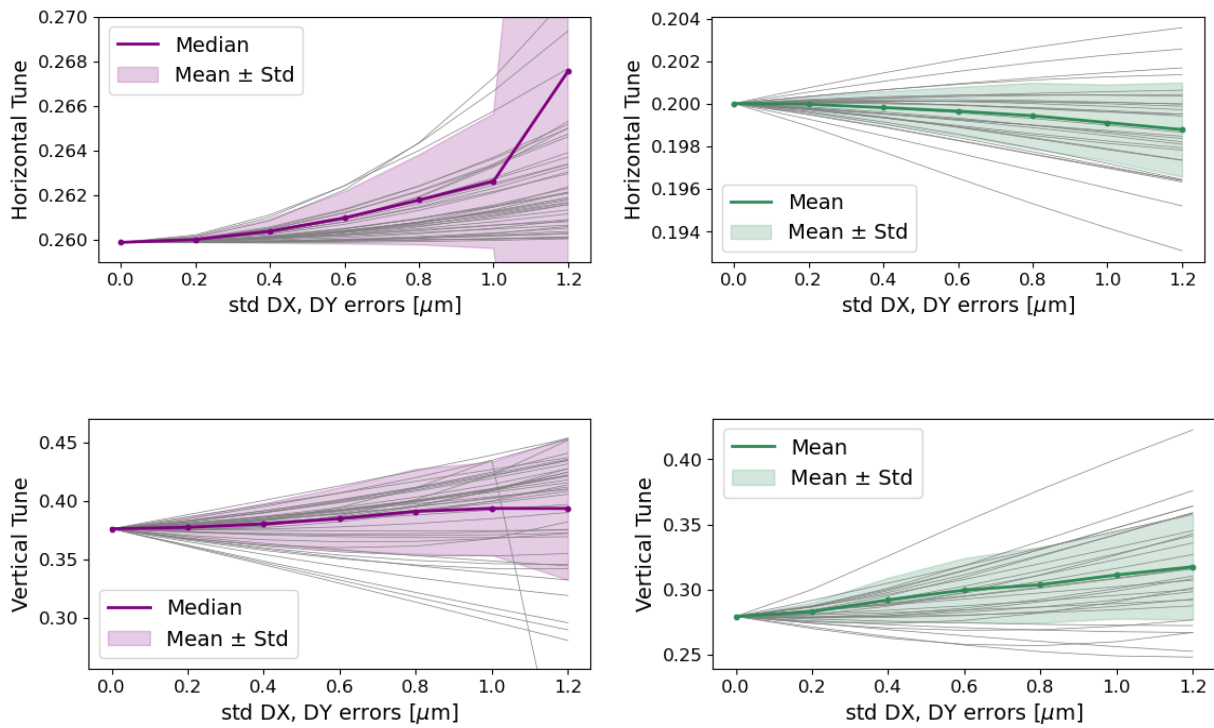 0.270
0.268
0.266
0.264
0.262
0.260
Horizontal Tune
Median
Mean ± Std
0.0 0.2 0.4 0.6 0.8 1.0 1.2
std DX, DY errors [μm]
0.204
0.202
0.200
0.198
0.196
0.194
Horizontal Tune
Mean
Mean ± Std
0.0 0.2 0.4 0.6 0.8 1.0 1.2
std DX, DY errors [μm]
0.45
0.40
0.35
0.30
Vertical Tune
Median
Mean ± Std
0.0 0.2 0.4 0.6 0.8 1.0 1.2
std DX, DY errors [μm]
0.40
0.35
0.30
0.25
Vertical Tune
Mean
Mean ± Std
0.0 0.2 0.4 0.6 0.8 1.0 1.2
std DX, DY errors [μm]